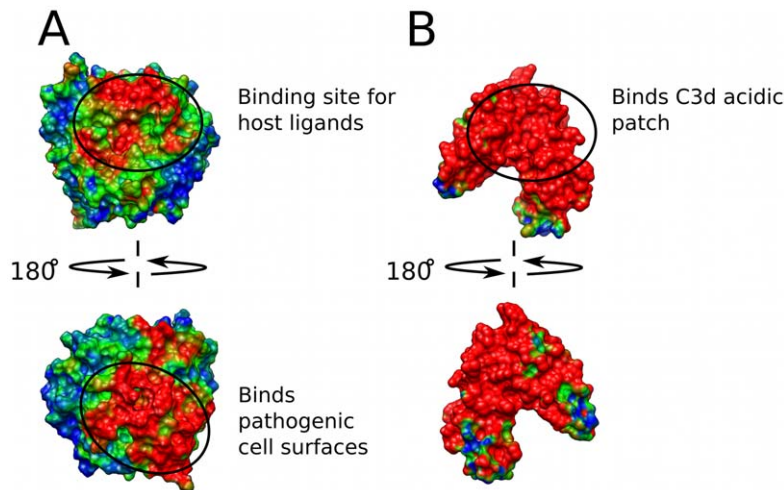 A
Binding site for
host ligands
180°
Binds
pathogenic
cell surfaces
B
Binds C3d acidic
patch
180°